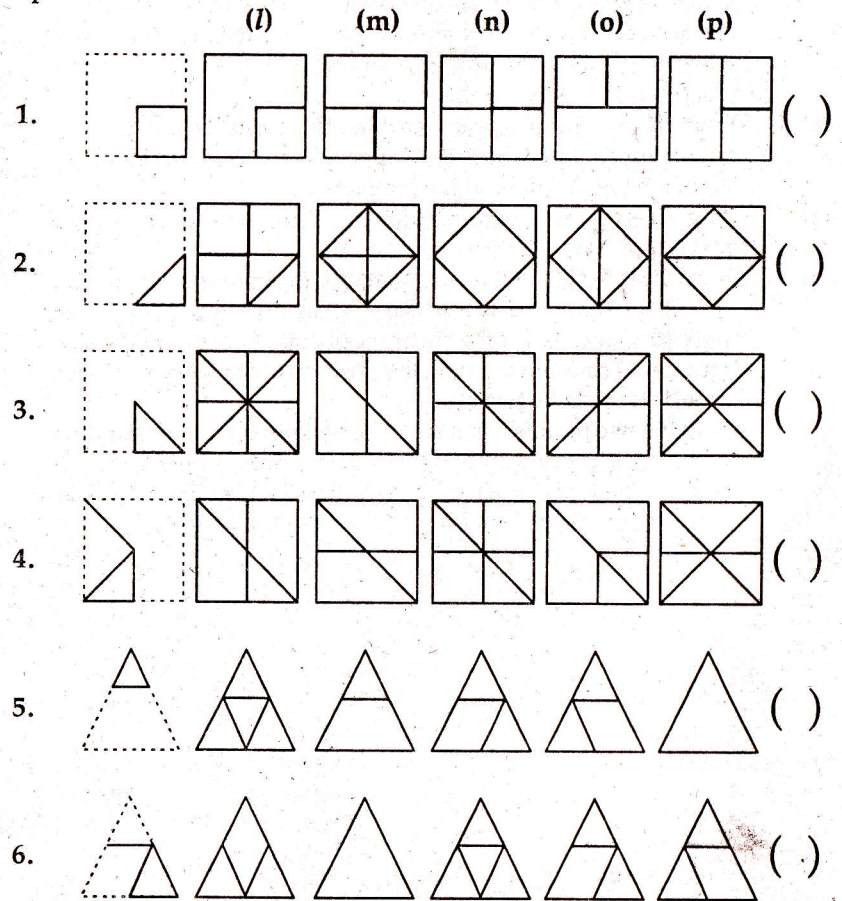 (l) (m) (n) (o) (p)
1. ( )
2. ( )
3. ( )
4. ( )
5. ( )
6. ( )